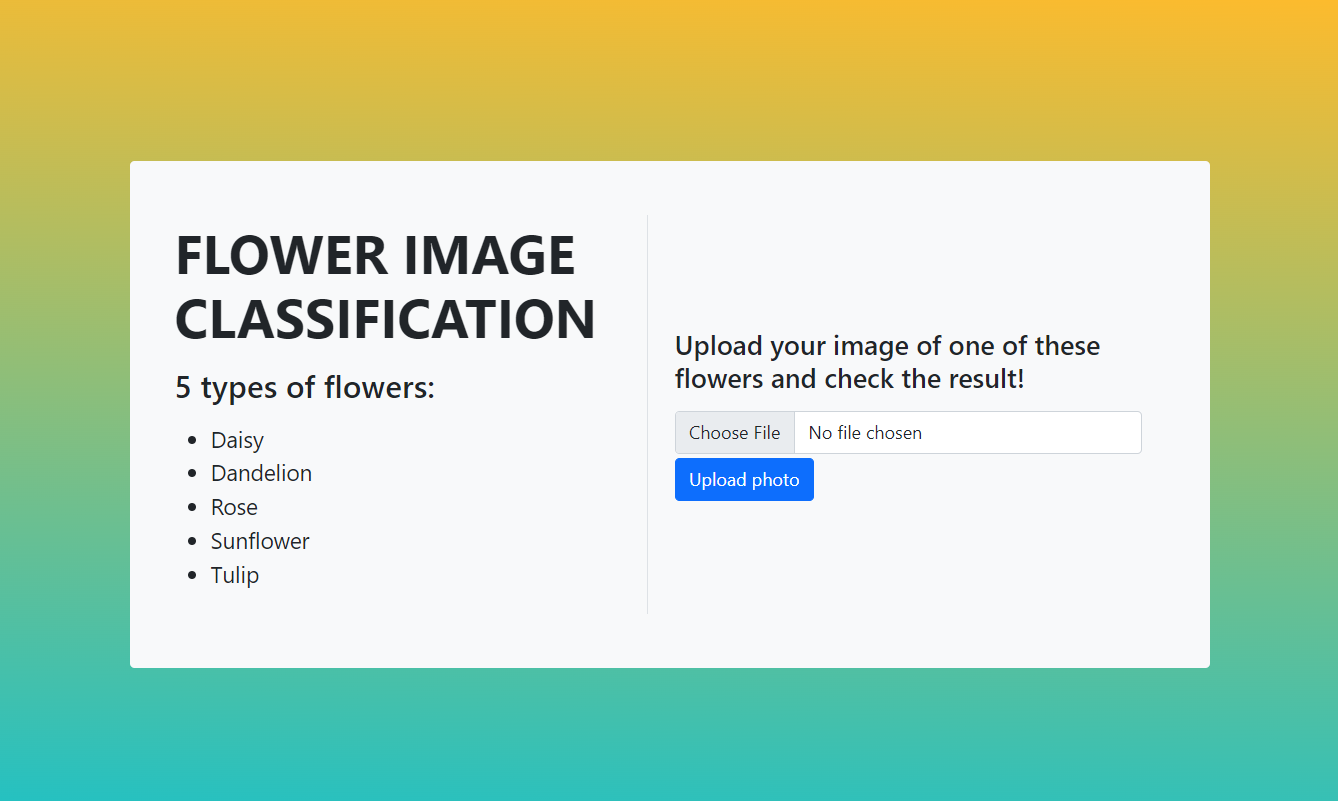 FLOWER IMAGE
CLASSIFICATION
5 types of flowers:
Daisy
Dandelion
Rose
Sunflower
Tulip
Upload your image of one of these
flowers and check the result!
Choose File No file chosen
Upload photo